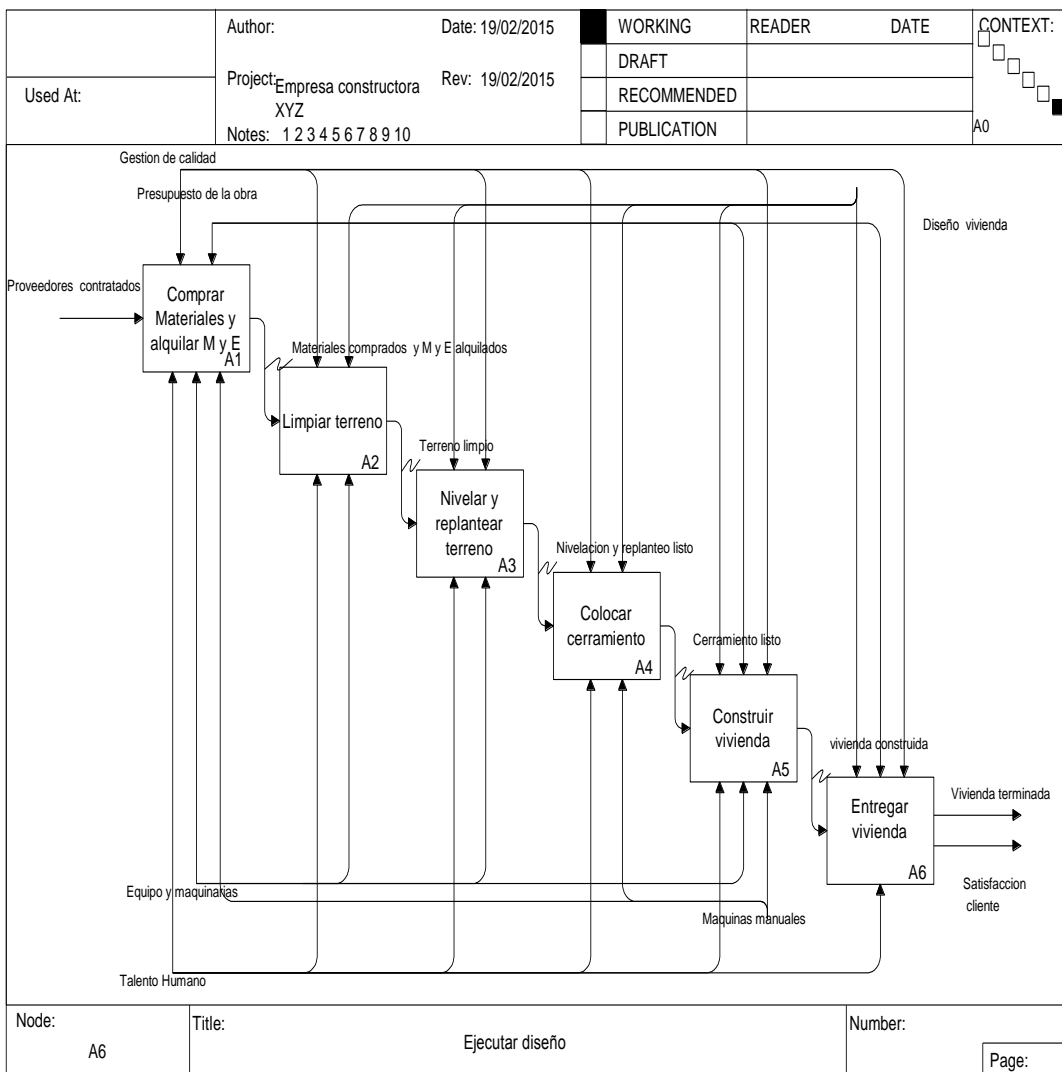 Used At:
Author:
Date: 19/02/2015
Project: Empresa constructora
XYZ
Rev: 19/02/2015
Notes: 1 2 3 4 5 6 7 8 9 10
WORKING
READER
DATE
DRAFT
RECOMMENDED
PUBLICATION
CONTEXT:
A0
Gestion de calidad
Presupuesto de la obra
Diseño vivienda
Proveedores contratados
Comprar
Materiales y
alquilar M y E
A1
Materiales comprados y M y E alquilados
Limpiar terreno
A2
Terreno limpio
Nivelar y
replantear
terreno
A3
Nivelacion y replanteo listo
Colocar
cerramiento
A4
Cerramiento listo
Construir
vivienda
A5
vivienda construida
Entregar
vivienda
A6
Vivienda terminada
Satisfaccion
cliente
Equipo y maquinarias
Maquinas manuales
Talento Humano
Node:
A6
Title:
Ejecutar diseño
Number:
Page: